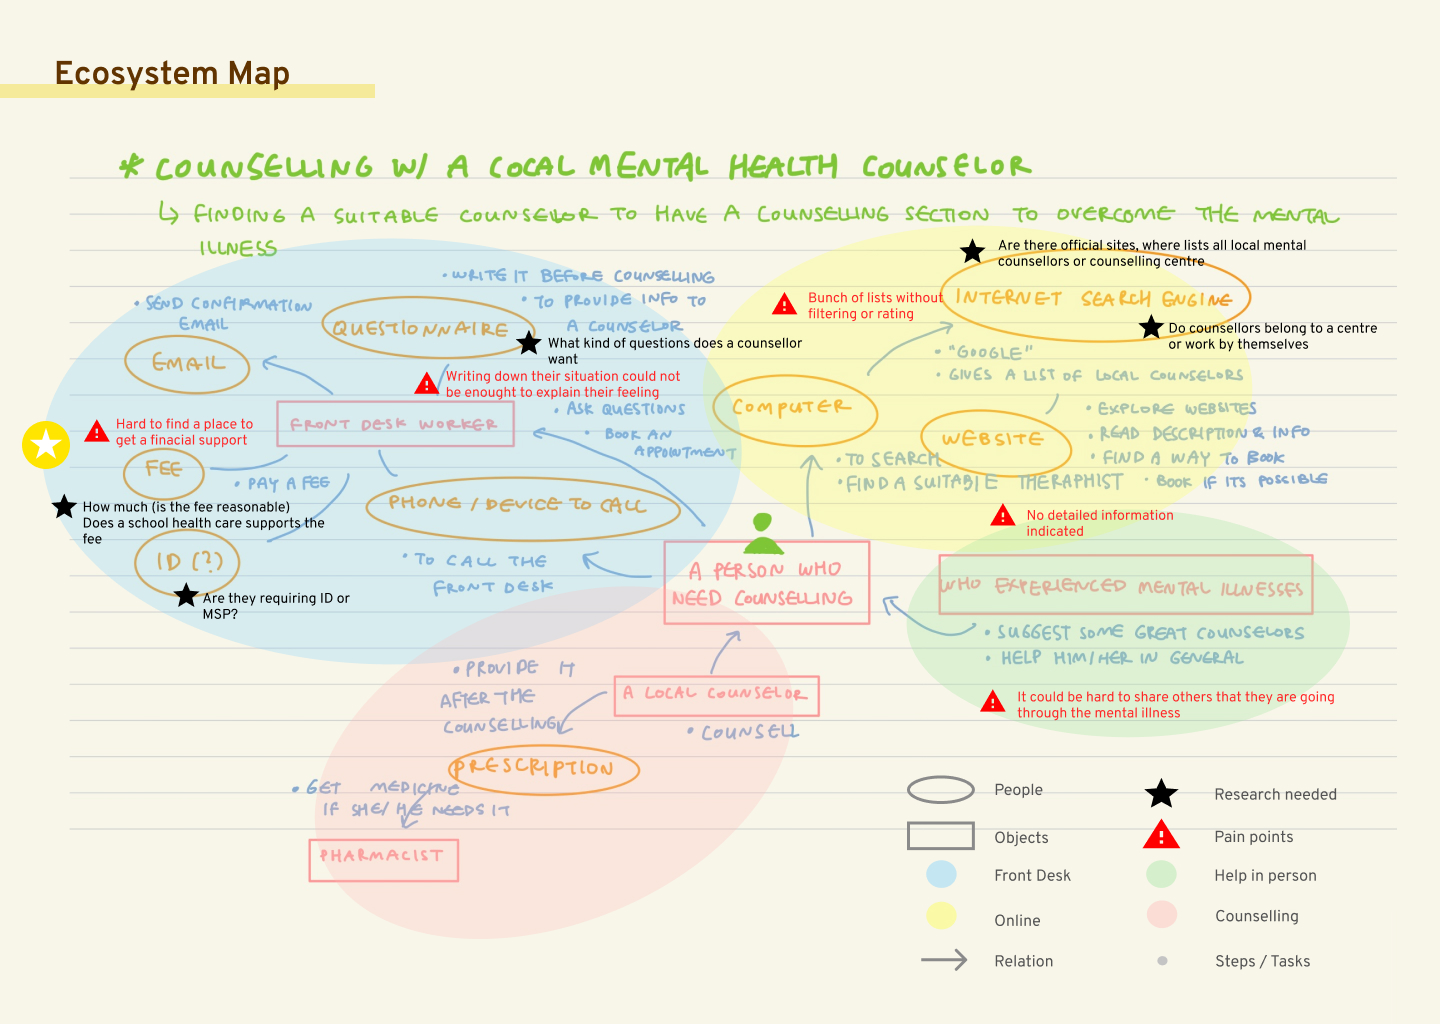 Ecosystem Map
* COUNSELLING W/ A LOCAL MENTAL HEALTH COUNSELOR
↳ FINDING A SUITABLE COUNSELOR TO HAVE A COUNSELLING SECTION TO OVERCOME THE MENTAL
ILLNESS
• WRITE IT BEFORE COUNSELLING
• TO PROVIDE INFO TO
A COUNSELOR
• SEND CONFIRMATION
EMAIL
QUESTIONNAIRE
What kind of questions does a counsellor
want
EMAIL
Writing down their situation could not
be enought to explain their feeling
FRONT DESK WORKER
• ASK QUESTIONS
• BOOK AN
APPOINTMENT
Hard to find a place to
get a finacial support
FEE
• PAY A FEE
How much (is the fee reasonable)
Does a school health care supports the
fee
PHONE / DEVICE TO CALL
ID (?)
Are they requiring ID or
MSP?
• TO CALL THE
FRONT DESK
Are there official sites, where lists all local mental
counsellors or counselling centre
Bunch of lists without
filtering or rating
INTERNET SEARCH ENGINE
Do counsellors belong to a centre
or work by themselves
• "GOOGLE"
• GIVES A LIST OF LOCAL COUNSELORS
COMPUTER
WEBSITE
• EXPLORE WEBSITES
• READ DESCRIPTION & INFO
• FIND A WAY TO BOOK
• BOOK IF ITS POSSIBLE
• TO SEARCH
• FIND A SUITABLE THERAPHIST
No detailed information
indicated
A PERSON WHO
NEED COUNSELLING
WHO EXPERIENCED MENTAL ILLNESSES
• SUGGEST SOME GREAT COUNSELORS
• HELP HIM/HER IN GENERAL
It could be hard to share others that they are going
through the mental illness
• PROVIDE IT
AFTER THE
COUNSELLING
A LOCAL COUNSELOR
• COUNSELL
PRESCRIPTION
• GET MEDICINE
IF SHE/HE NEEDS IT
PHARMACIST
People
Research needed
Objects
Pain points
Front Desk
Help in person
Online
Counselling
Relation
Steps / Tasks